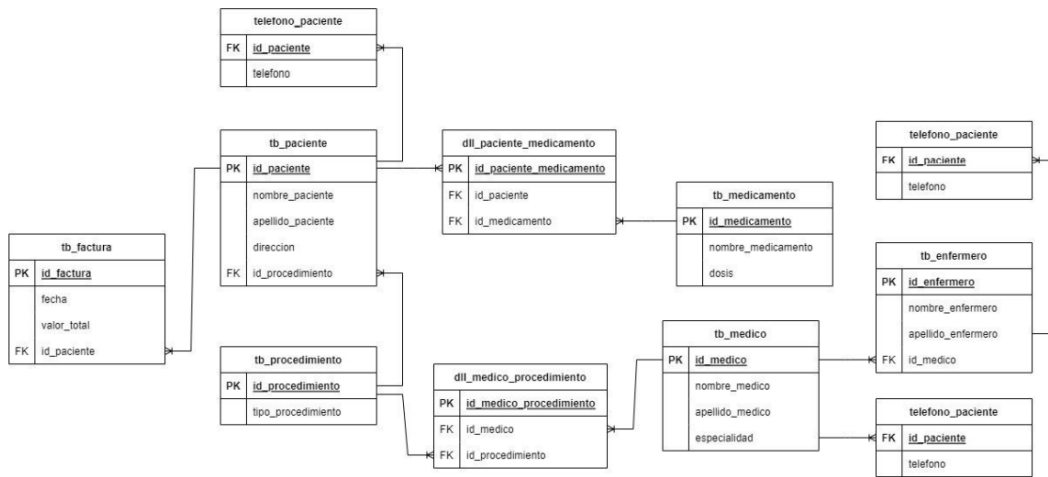 telefono_paciente
FK id_paciente
telefono
tb_paciente
PK id_paciente
nombre_paciente
apellido_paciente
direccion
FK id_procedimiento
dll_paciente_medicamento
PK id_paciente_medicamento
FK id_paciente
FK id_medicamento
tb_medicamento
PK id_medicamento
nombre_medicamento
dosis
telefono_paciente
FK id_paciente
telefono
tb_factura
PK id_factura
fecha
valor_total
FK id_paciente
tb_procedimiento
PK id_procedimiento
tipo_procedimiento
dll_medico_procedimiento
PK id_medico_procedimiento
FK id_medico
FK id_procedimiento
tb_medico
PK id_medico
nombre_medico
apellido_medico
especialidad
tb_enfermero
PK id_enfermero
nombre_enfermero
apellido_enfermero
FK id_medico
telefono_paciente
FK id_paciente
telefono